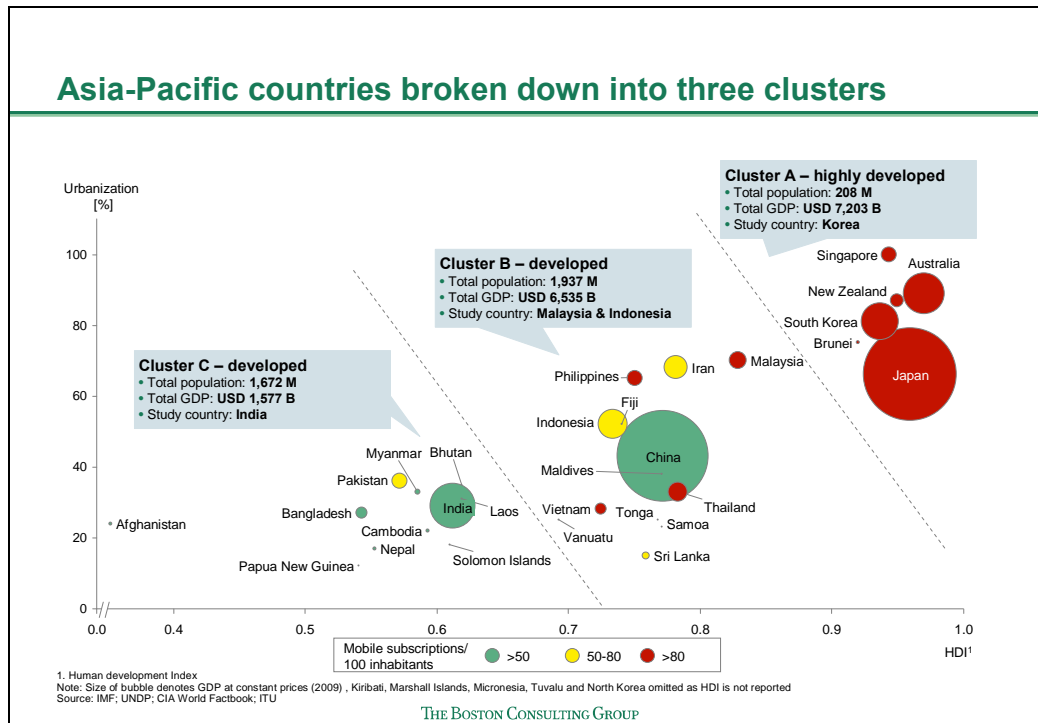 Asia-Pacific countries broken down into three clusters
Urbanization
[%]
Cluster A – highly developed
• Total population: 208 M
• Total GDP: USD 7,203 B
• Study country: Korea
Cluster B – developed
• Total population: 1,937 M
• Total GDP: USD 6,535 B
• Study country: Malaysia & Indonesia
Cluster C – developed
• Total population: 1,672 M
• Total GDP: USD 1,577 B
• Study country: India
100
80
60
40
20
0
Singapore
Australia
New Zealand
South Korea
Brunei
Japan
Malaysia
Iran
Philippines
Fiji
Indonesia
China
Maldives
Thailand
Vietnam
Tonga
Samoa
Vanuatu
Sri Lanka
Myanmar
Bhutan
Pakistan
India
Laos
Bangladesh
Cambodia
Nepal
Solomon Islands
Papua New Guinea
Afghanistan
0.0
0.4
0.5
0.6
0.7
0.8
0.9
1.0
HDI¹
Mobile subscriptions/
100 inhabitants
>50
50-80
>80
1. Human development Index
Note: Size of bubble denotes GDP at constant prices (2009) , Kiribati, Marshall Islands, Micronesia, Tuvalu and North Korea omitted as HDI is not reported
Source: IMF; UNDP; CIA World Factbook; ITU
THE BOSTON CONSULTING GROUP